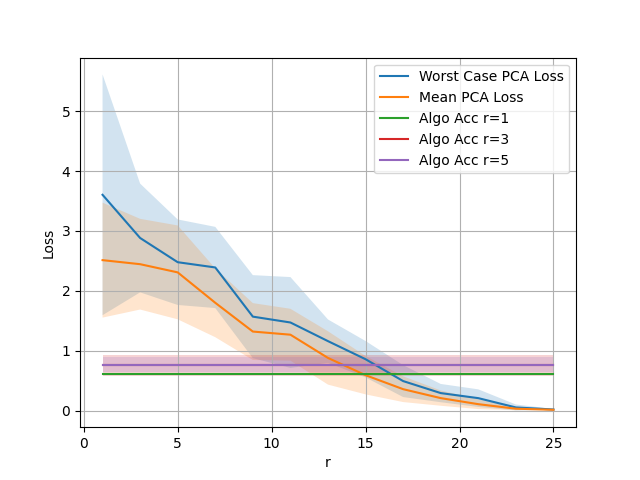 Worst Case PCA Loss
Mean PCA Loss
Algo Acc r=1
Algo Acc r=3
Algo Acc r=5
Loss
5
4
3
2
1
0
0 5 10 15 20 25
r